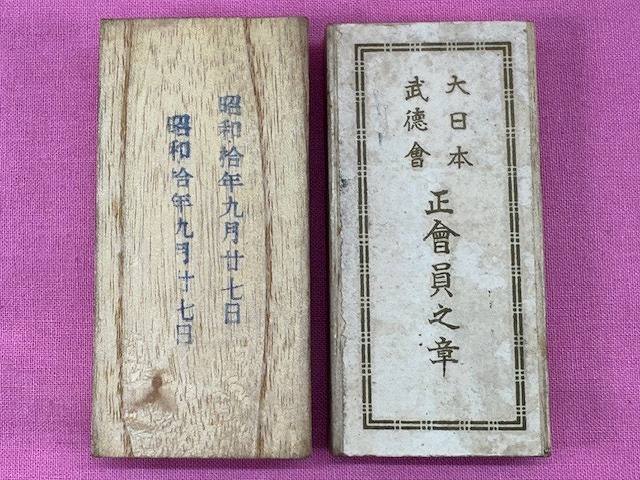 昭和拾年九月廿七日
昭和拾年九月十七日
大日本
武德會
正會員之章